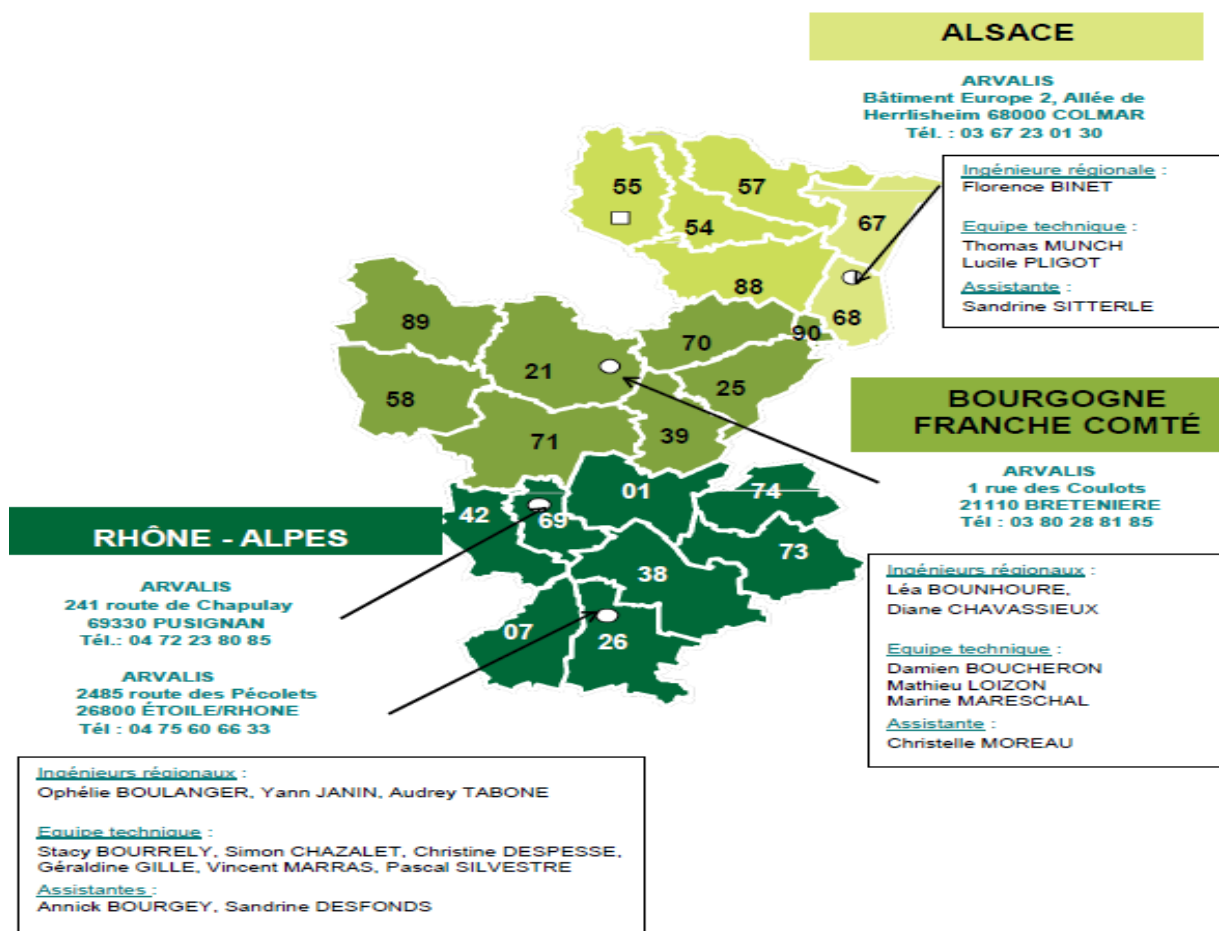 ALSACE
ARVALIS
Bâtiment Europe 2, Allée de
Herrlisheim 68000 COLMAR
Tél. : 03 67 23 01 30
Ingénieure régionale :
Florence BINET
Equipe technique :
Thomas MUNCH
Lucile PLIGOT
Assistante :
Sandrine SITTERLE
55
57
54
67
88
68
90
89
70
21
25
58
71
39
01
74
42
69
73
38
07
26
BOURGOGNE
FRANCHE COMTÉ
ARVALIS
1 rue des Coulots
21110 BRETENIERE
Tél : 03 80 28 81 85
Ingénieurs régionaux :
Léa BOUNHOURE,
Diane CHAVASSIEUX
Equipe technique :
Damien BOUCHERON
Mathieu LOIZON
Marine MARESCHAL
Assistante :
Christelle MOREAU
RHÔNE - ALPES
ARVALIS
241 route de Chapulay
69330 PUSIGNAN
Tél.: 04 72 23 80 85
ARVALIS
2485 route des Pécolets
26800 ÉTOILE/RHONE
Tél : 04 75 60 66 33
Ingénieurs régionaux :
Ophélie BOULANGER, Yann JANIN, Audrey TABONE
Equipe technique :
Stacy BOURRELY, Simon CHAZALET, Christine DESPESSE,
Géraldine GILLE, Vincent MARRAS, Pascal SILVESTRE
Assistantes :
Annick BOURGEY, Sandrine DESFONDS